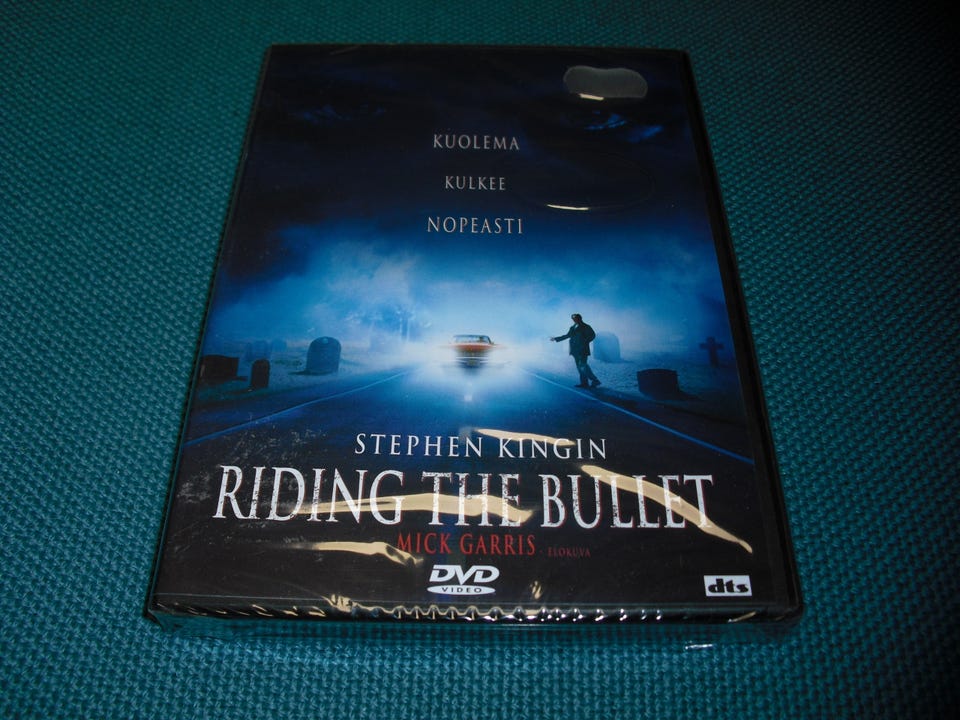 KUOLEMA
KULKEE
NOPEASTI
STEPHEN KINGIN
RIDING THE BULLET
MICK GARRIS - ELOKUVA
DVD
VIDEO
dts